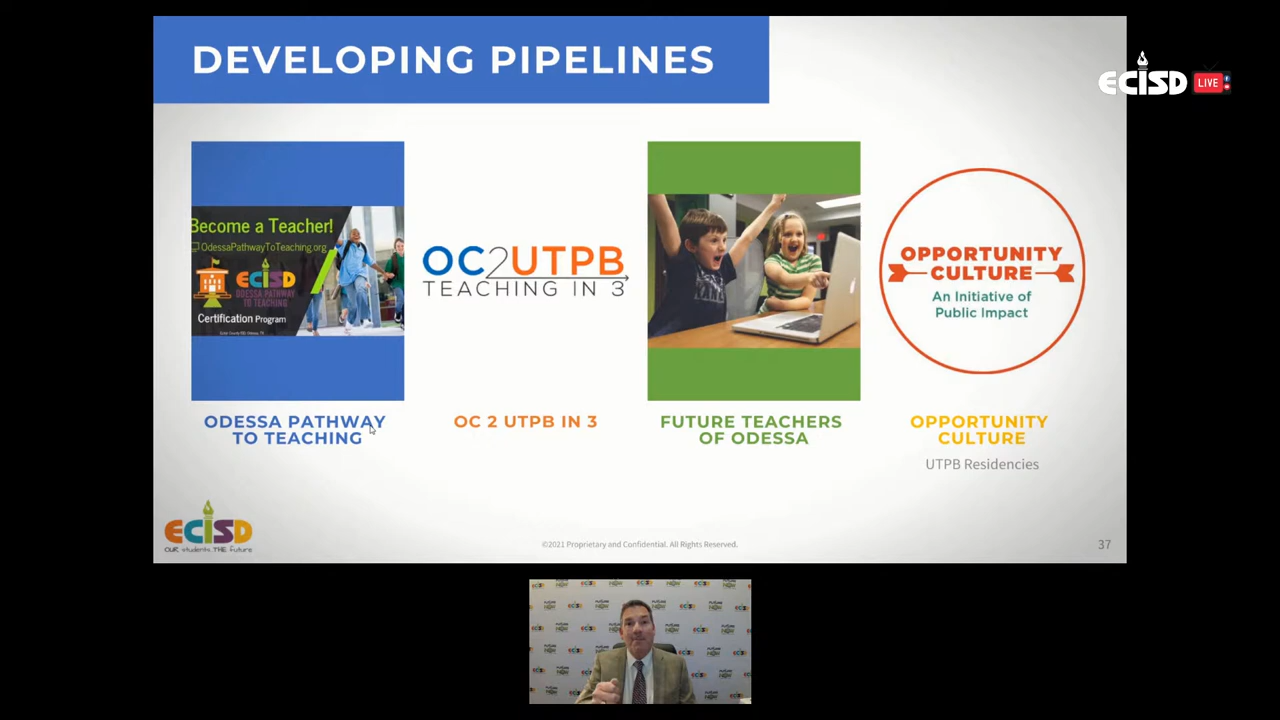 DEVELOPING PIPELINES
ECISD LIVE
Become a Teacher!
OdessaPathwayToTeaching.org
ECISD
ODESSA PATHWAY
TO TEACHING
Certification Program
OC2UTPB
TEACHING IN 3
OPPORTUNITY
CULTURE
An Initiative of
Public Impact
ODESSA PATHWAY
TO TEACHING
OC 2 UTPB IN 3
FUTURE TEACHERS
OF ODESSA
OPPORTUNITY
CULTURE
UTPB Residencies
ECISD
OUR students THE future
©2021 Proprietary and Confidential. All Rights Reserved.
37